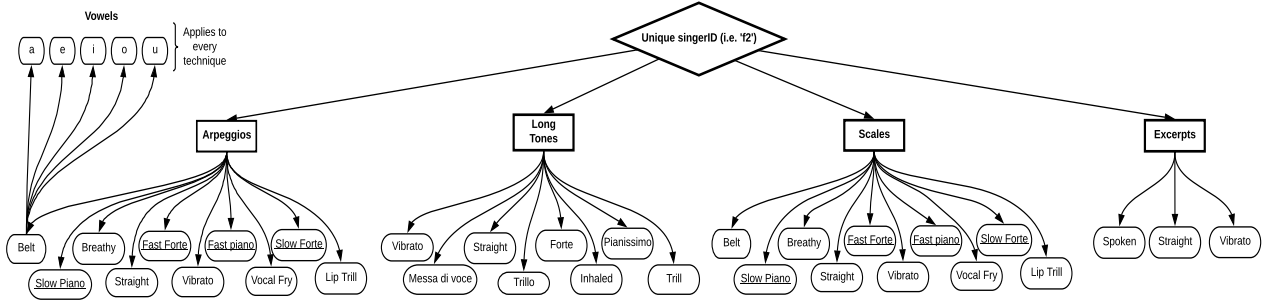 Vowels
a e i o u
Applies to
every
technique
Unique singerID (i.e. 'f2')
Arpeggios
Long
Tones
Scales
Excerpts
Belt
Slow Piano
Breathy
Straight
Fast Forte
Vibrato
Fast piano
Vocal Fry
Slow Forte
Lip Trill
Vibrato
Messa di voce
Straight
Trillo
Forte
Inhaled
Pianissimo
Trill
Belt
Slow Piano
Breathy
Straight
Fast Forte
Vibrato
Fast piano
Vocal Fry
Slow Forte
Lip Trill
Spoken
Straight
Vibrato